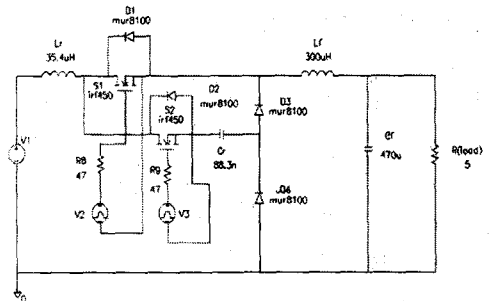 D1
mur8100
Lr
35.4uH
Lf
300uH
S1
irf450
D2
mur8100
S2
irf450
D3
mur8100
Cr
88.3n
V1
R8
47
R9
47
V2
V3
D4
mur8100
Cf
470u
R(load)
5
0